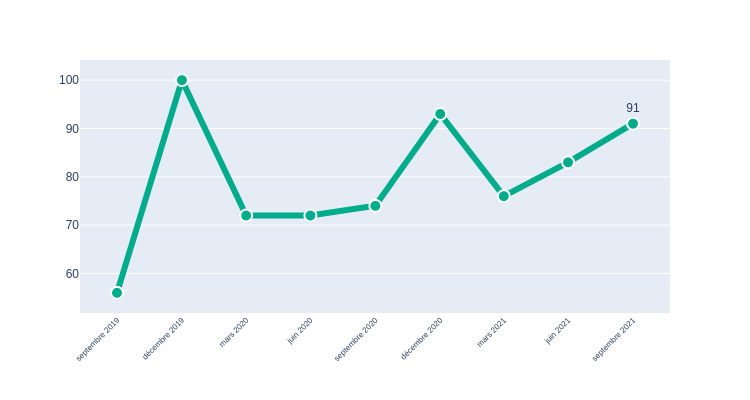 100
90
80
70
60
91
septembre 2019
décembre 2019
mars 2020
juin 2020
septembre 2020
décembre 2020
mars 2021
juin 2021
septembre 2021